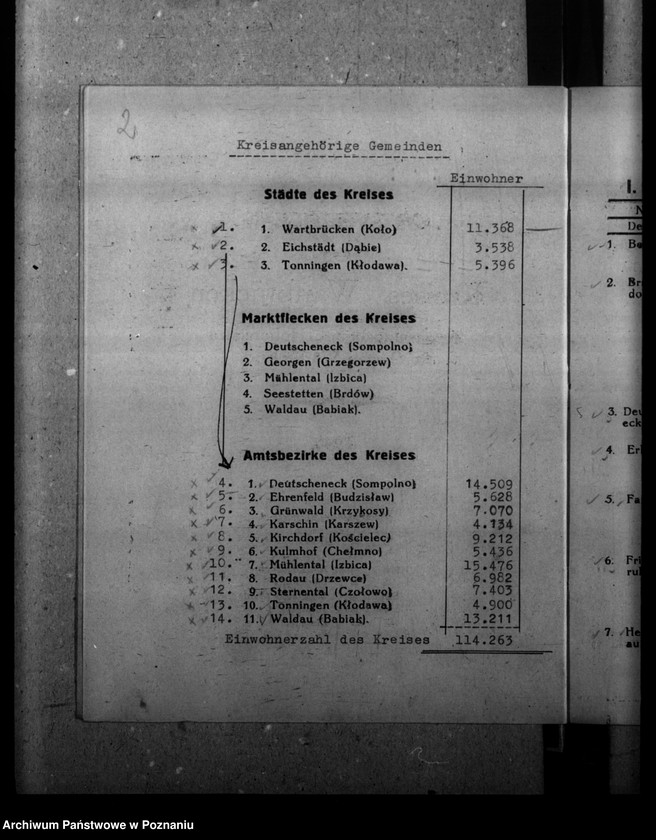 2
Kreisangehörige Gemeinden
Einwohner
Städte des Kreises
1. 1. Wartbrücken (Koło) 11.368
2. 2. Eichstädt (Dąbie) 3.538
3. 3. Tonningen (Kłodawa). 5.396
Marktflecken des Kreises
1. Deutscheneck (Sompolno)
2. Georgen (Grzegorzew)
3. Mühlental (Izbica)
4. Seestetten (Brdów)
5. Waldau (Babiak).
Amtsbezirke des Kreises
4. 1. Deutscheneck (Sompolno) 14.509
5. 2. Ehrenfeld (Budzisław) 5.628
6. 3. Grünwald (Krzykosy) 7.070
7. 4. Karschin (Karszew) 4.134
8. 5. Kirchdorf (Kościelec) 9.212
9. 6. Kulmhof (Chełmno) 5.436
10. 7. Mühlental (Izbica) 15.476
11. 8. Rodau (Drzewce) 6.982
12. 9. Sternental (Czołowo) 7.403
13. 10. Tonningen (Kłodawa) 4.900
14. 11. Waldau (Babiak). 13.211
Einwohnerzahl des Kreises 114.263
I.
N
De
1. Be
2. Br
do
3. Deu
eck
4. Erl
5. Fa
6. Fri
rul
7. He
au
Archiwum Państwowe w Poznaniu